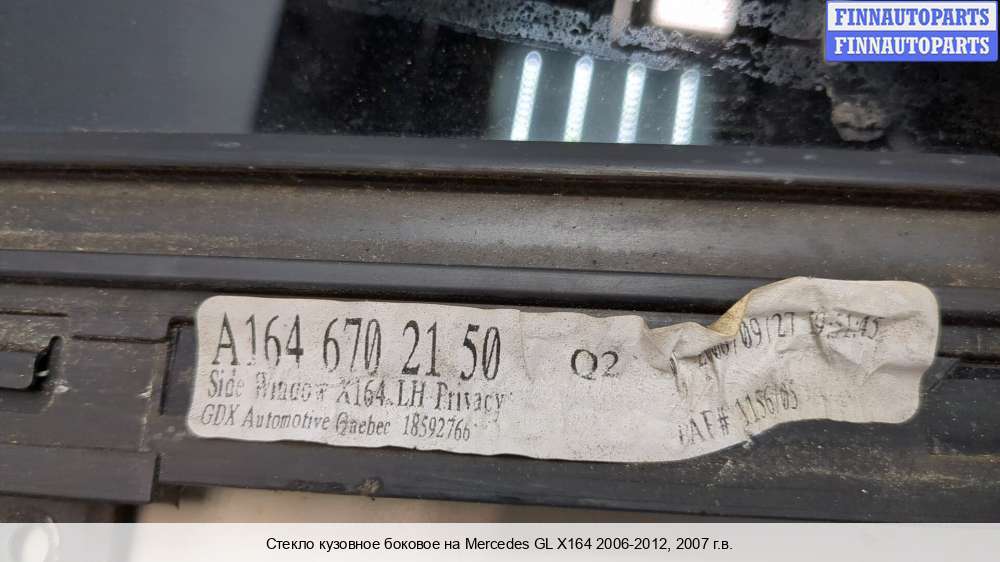 FINNAUTOPARTS
FINNAUTOPARTS
A164 670 21 50
Side Window X164 LH Privacy
GDX Automotive Quebec 18592766
Q2
Стекло кузовное боковое на Mercedes GL X164 2006-2012, 2007 г.в.